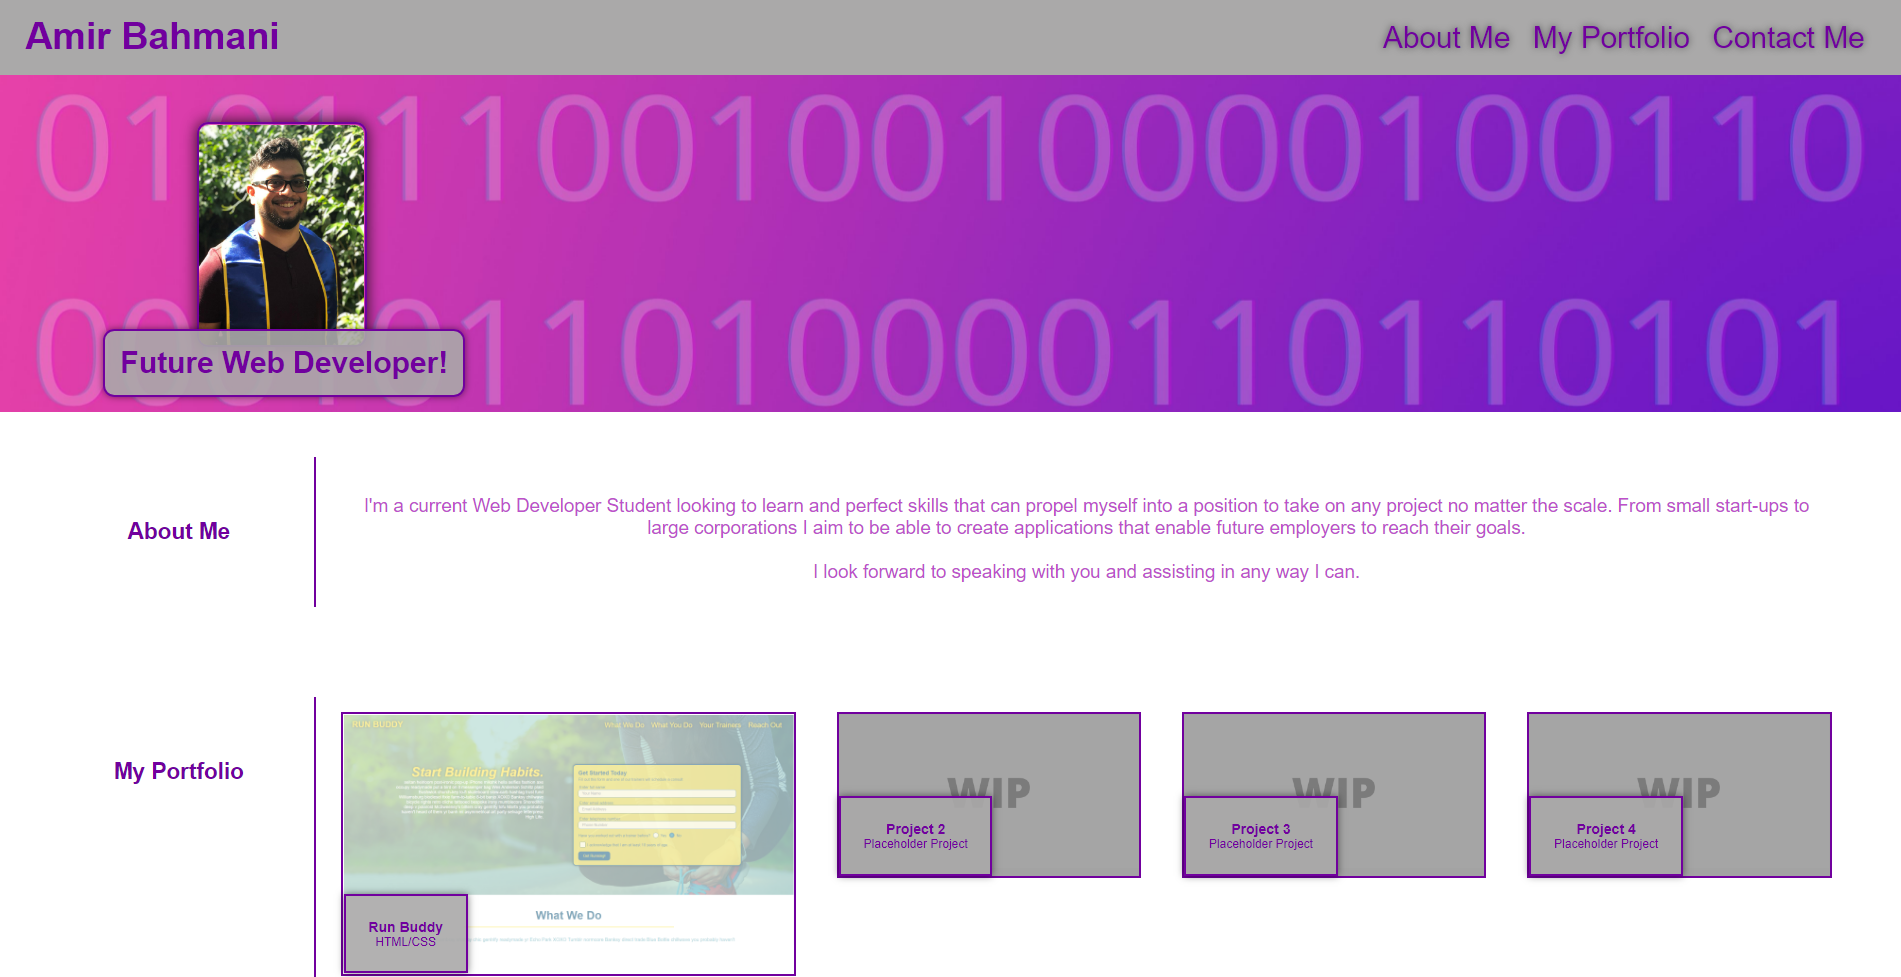 Amir Bahmani
About Me My Portfolio Contact Me
Future Web Developer!
About Me
I'm a current Web Developer Student looking to learn and perfect skills that can propel myself into a position to take on any project no matter the scale. From small start-ups to
large corporations I aim to be able to create applications that enable future employers to reach their goals.
I look forward to speaking with you and assisting in any way I can.
My Portfolio
RUN BUDDY
What We Do What You Do Your Trainers Reach Out
Start Building Habits.
Get Started Today
What We Do
Run Buddy
HTML/CSS
WIP
Project 2
Placeholder Project
WIP
Project 3
Placeholder Project
WIP
Project 4
Placeholder Project